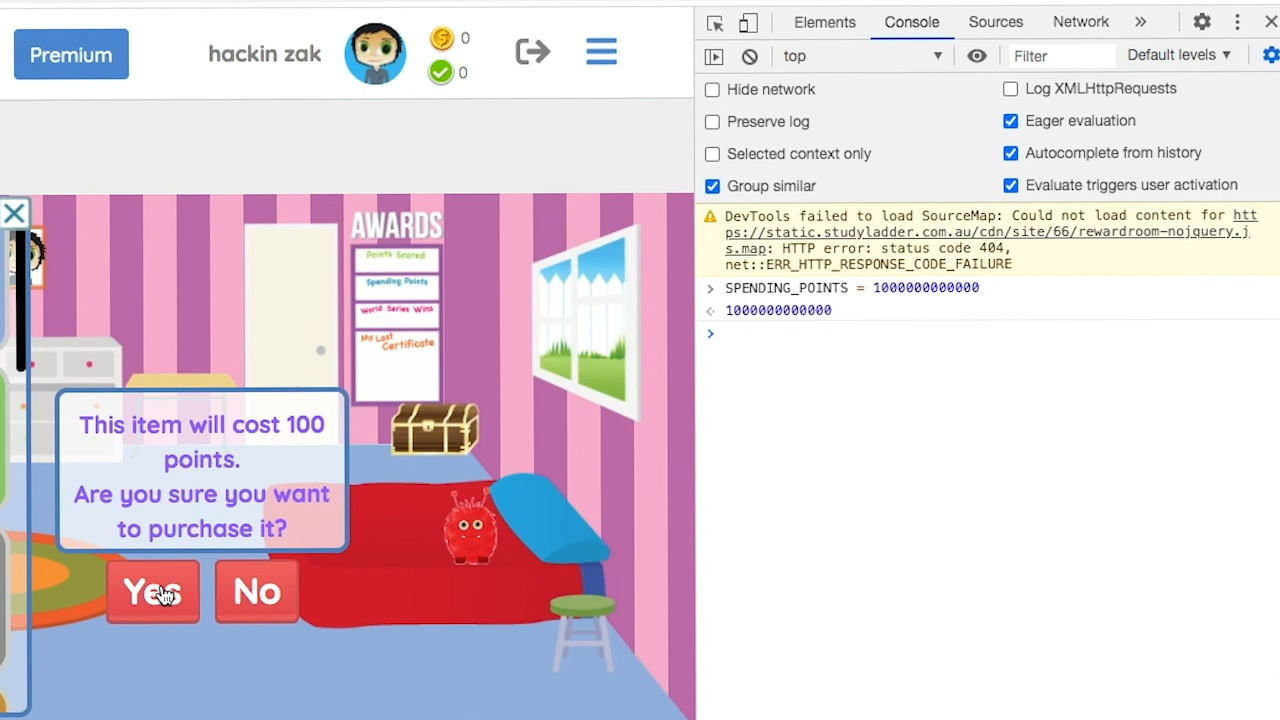 Premium
hackin zak
0
0
AWARDS
Points Scored
Spending Points
World Series Wins
My Last
Certificate
This item will cost 100
points.
Are you sure you want
to purchase it?
Yes
No
Elements
Console
Sources
Network
»
top
Filter
Default levels
Hide network
Log XMLHttpRequests
Preserve log
Eager evaluation
Selected context only
Autocomplete from history
Group similar
Evaluate triggers user activation
DevTools failed to load SourceMap: Could not load content for htt
ps://static.studyladder.com.au/cdn/site/66/rewardroom-nojquery.j
s.map: HTTP error: status code 404,
net::ERR_HTTP_RESPONSE_CODE_FAILURE
SPENDING_POINTS = 1000000000000
1000000000000